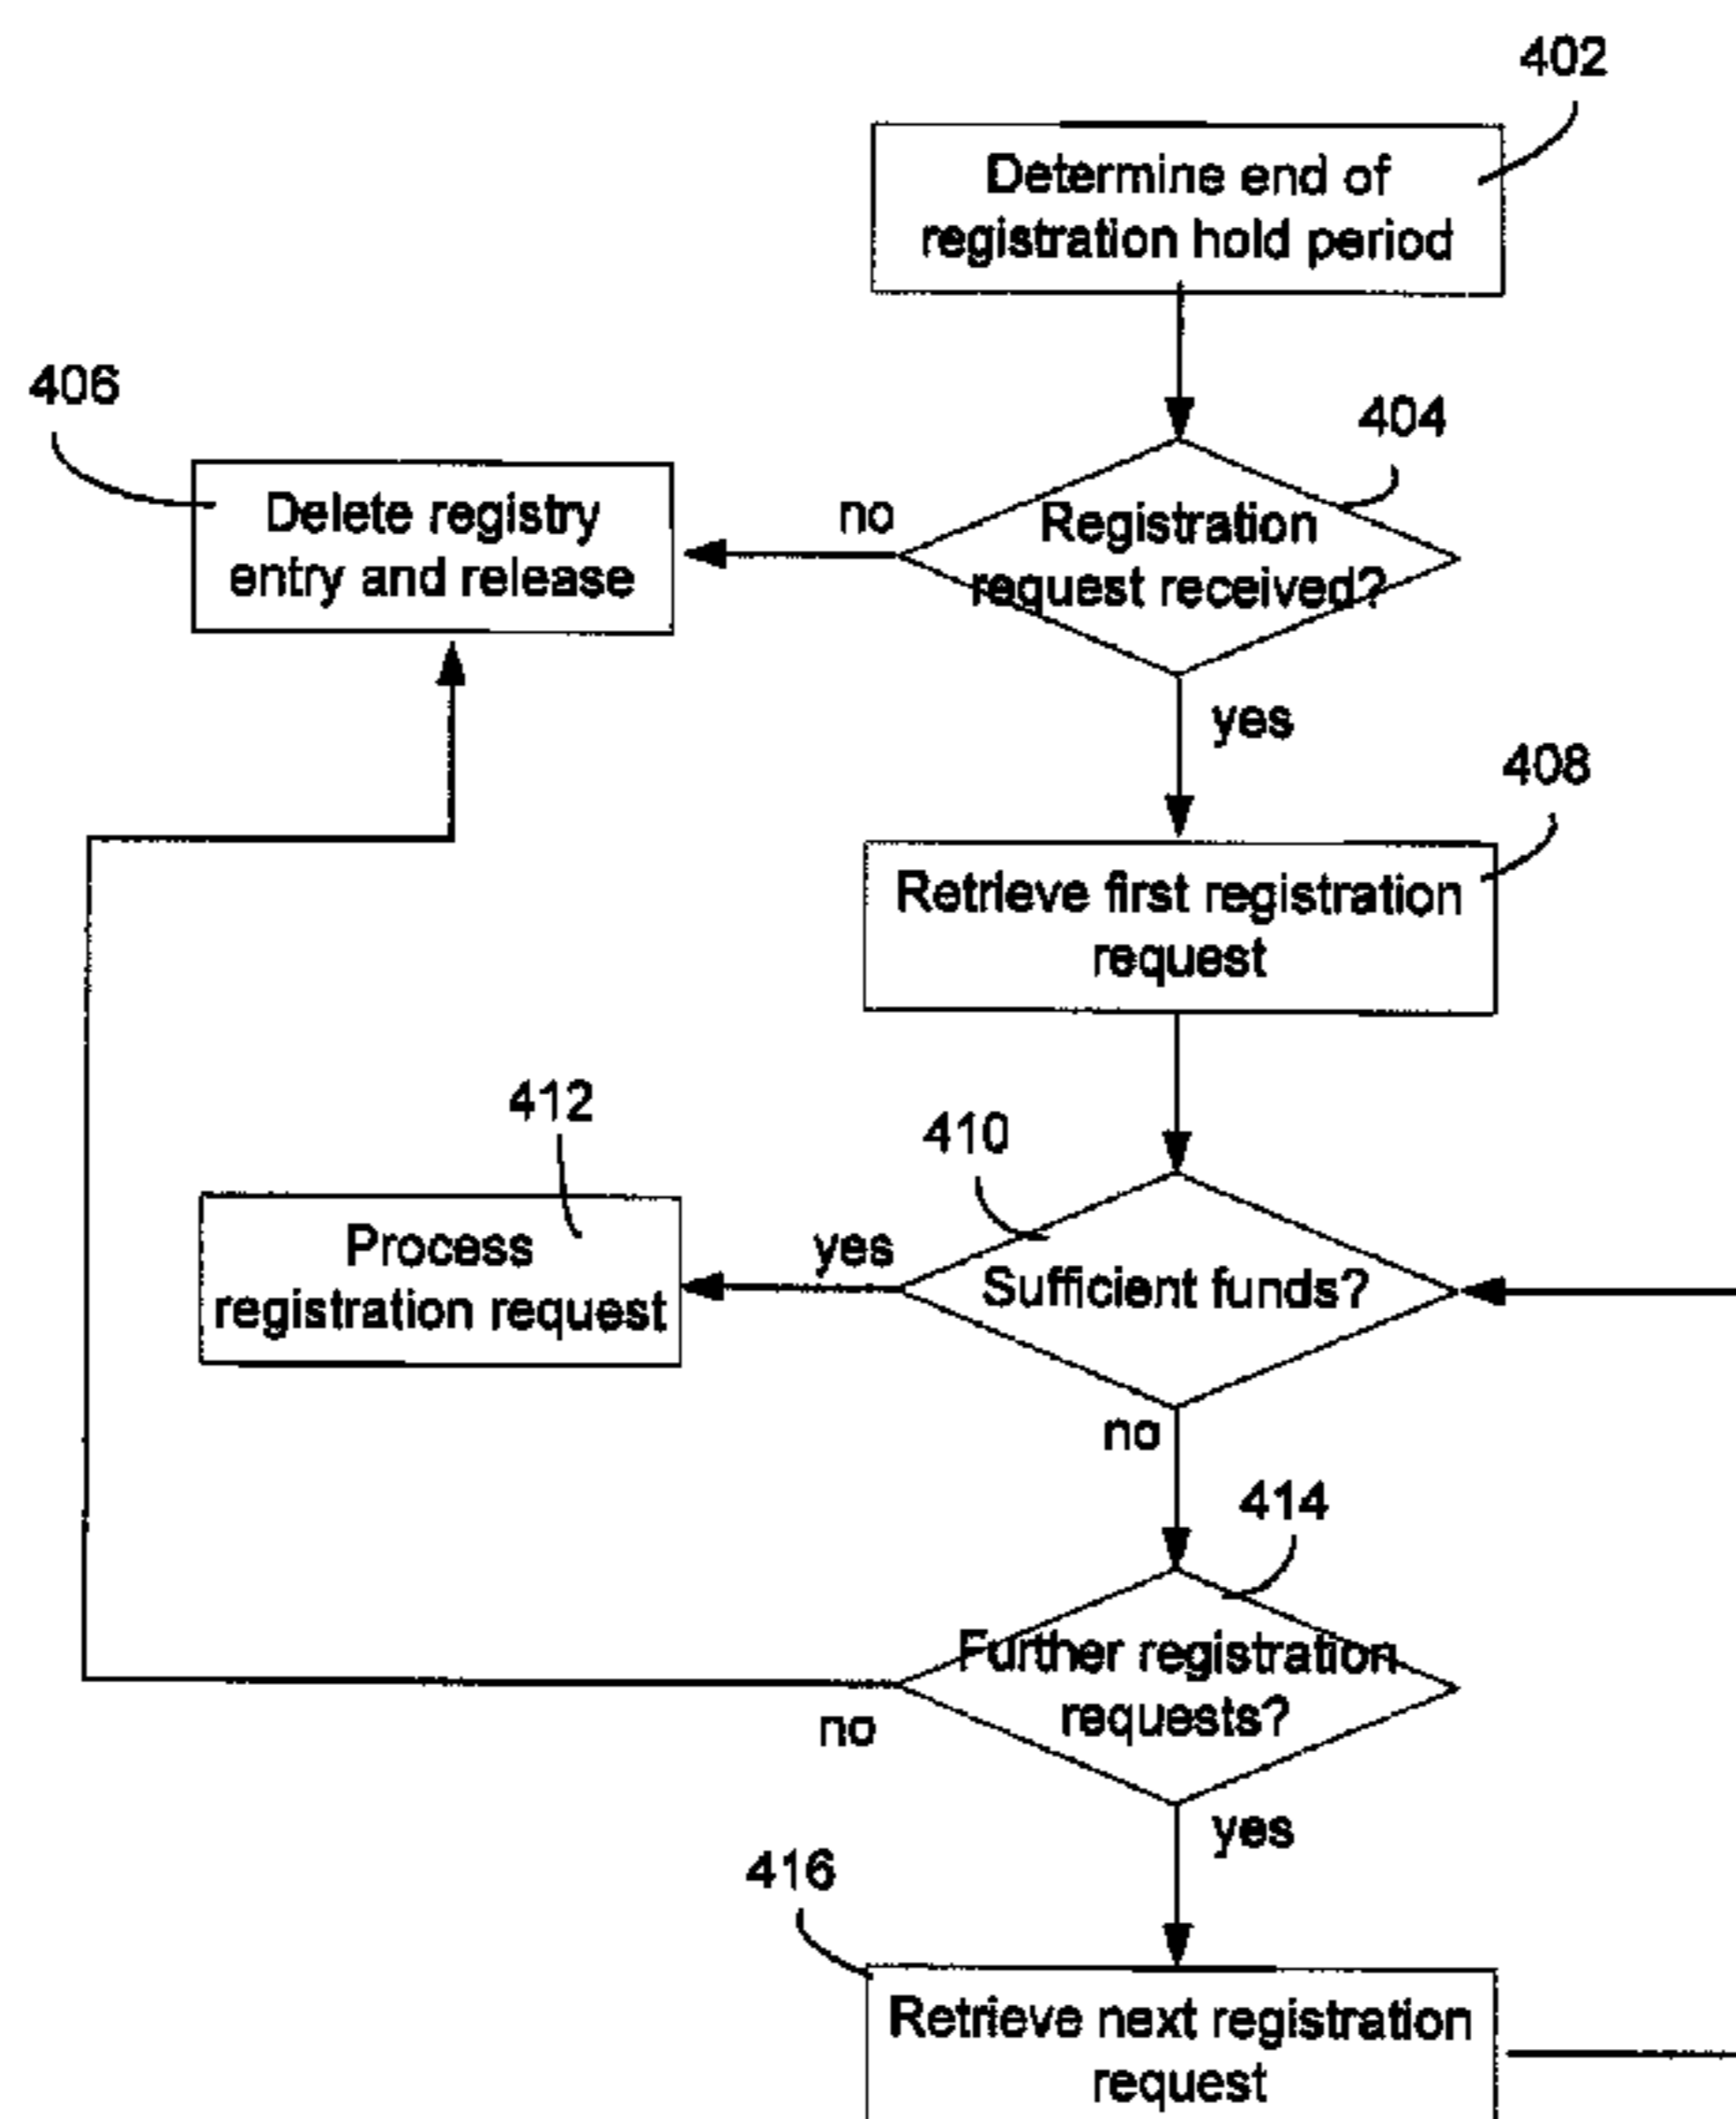 402
Determine end of
registration hold period
406
404
Delete registry
entry and release
no
Registration
request received?
yes
408
Retrieve first registration
request
412
410
Process
registration request
yes
Sufficient funds?
no
414
Further registration
requests?
no
yes
416
Retrieve next registration
request